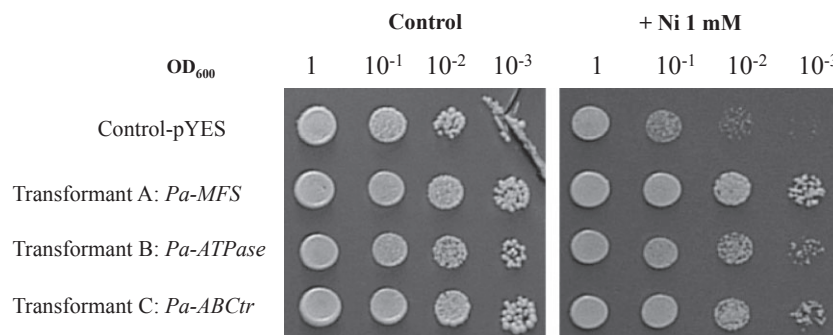 Control + Ni 1 mM
OD₆₀₀ 1 10⁻¹ 10⁻² 10⁻³ 1 10⁻¹ 10⁻² 10⁻³
Control-pYES
Transformant A: Pa-MFS
Transformant B: Pa-ATPase
Transformant C: Pa-ABCtr